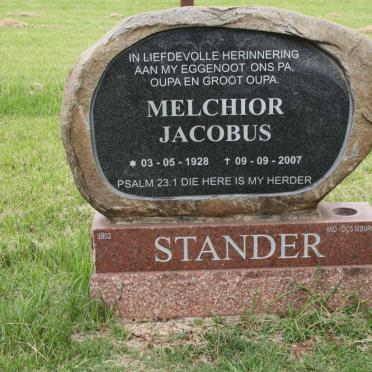 IN LIEFDEVOLLE HERINNERING
AAN MY EGGENOOT ONS PA,
OUPA EN GROOT OUPA.
MELCHIOR
JACOBUS
* 03 - 05 - 1928 † 09 - 09 - 2007
PSALM 23:1 DIE HERE IS MY HERDER
3802
STANDER